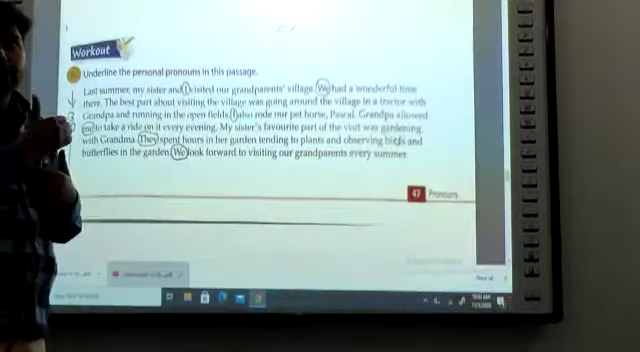 Workout
Underline the personal pronouns in this passage.
Last summer, my sister and I visited our grandparents' village. We had a wonderful time
there. The best part about visiting the village was going around the village in a tractor with
Grandpa and running in the open fields. I also rode our pet horse, Pascal. Grandpa allowed
me to take a ride on it every evening. My sister's favourite part of the visit was gardening
with Grandma. They spent hours in her garden tending to plants and observing birds and
butterflies in the garden. We look forward to visiting our grandparents every summer.
47 Pronouns